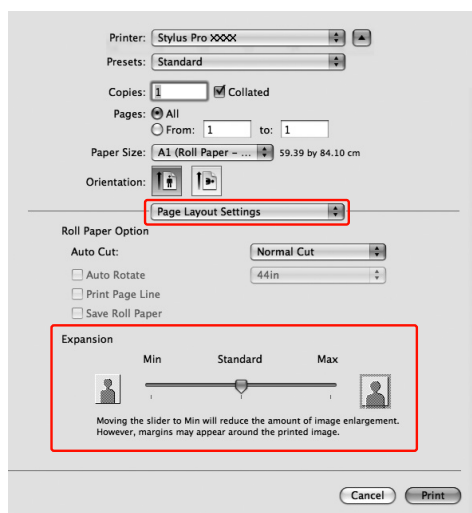 Printer: Stylus Pro XXXX
Presets: Standard
Copies: 1 Collated
Pages: All
From: 1 to: 1
Paper Size: A1 (Roll Paper – ... 59.39 by 84.10 cm
Orientation:
Page Layout Settings
Roll Paper Option
Auto Cut: Normal Cut
Auto Rotate 44in
Print Page Line
Save Roll Paper
Expansion
Min Standard Max
Moving the slider to Min will reduce the amount of image enlargement.
However, margins may appear around the printed image.
Cancel Print